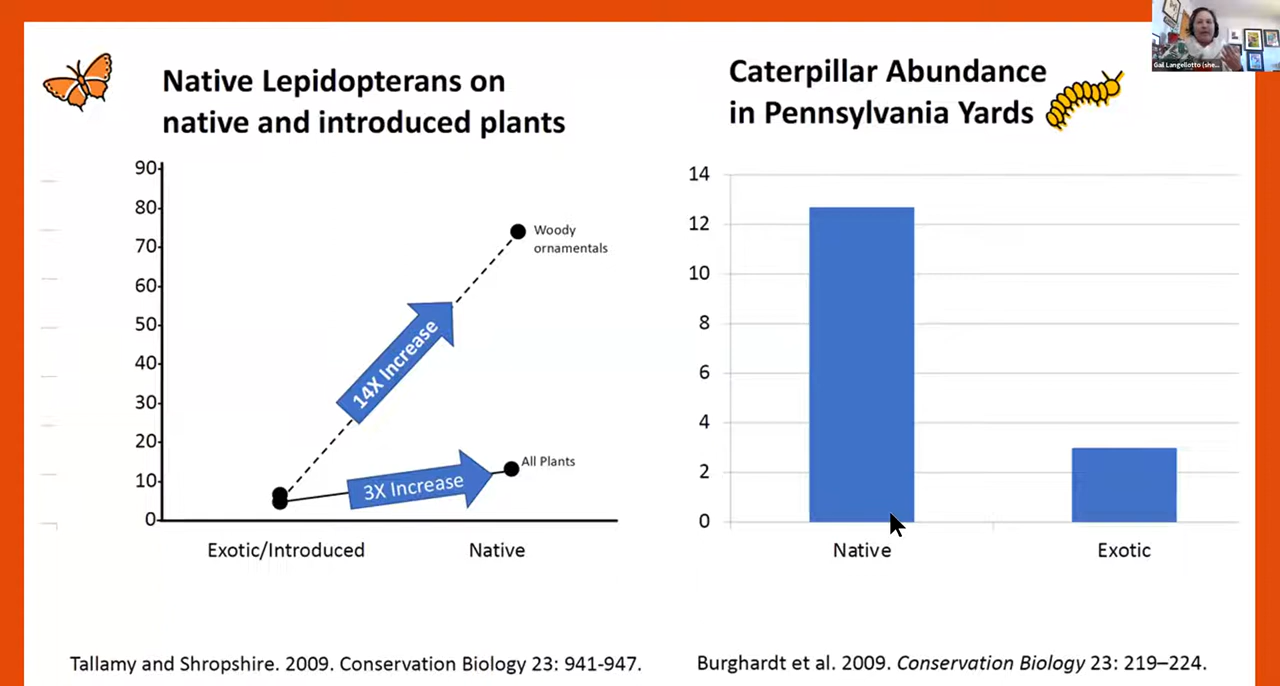 Native Lepidopterans on
native and introduced plants
90
80
70
60
50
40
30
20
10
0
Woody
ornamentals
14X Increase
All Plants
3X Increase
Exotic/Introduced
Native
Tallamy and Shropshire. 2009. Conservation Biology 23: 941-947.
Caterpillar Abundance
in Pennsylvania Yards
14
12
10
8
6
4
2
0
Native
Exotic
Burghardt et al. 2009. Conservation Biology 23: 219–224.
Gail Langellotto (she...